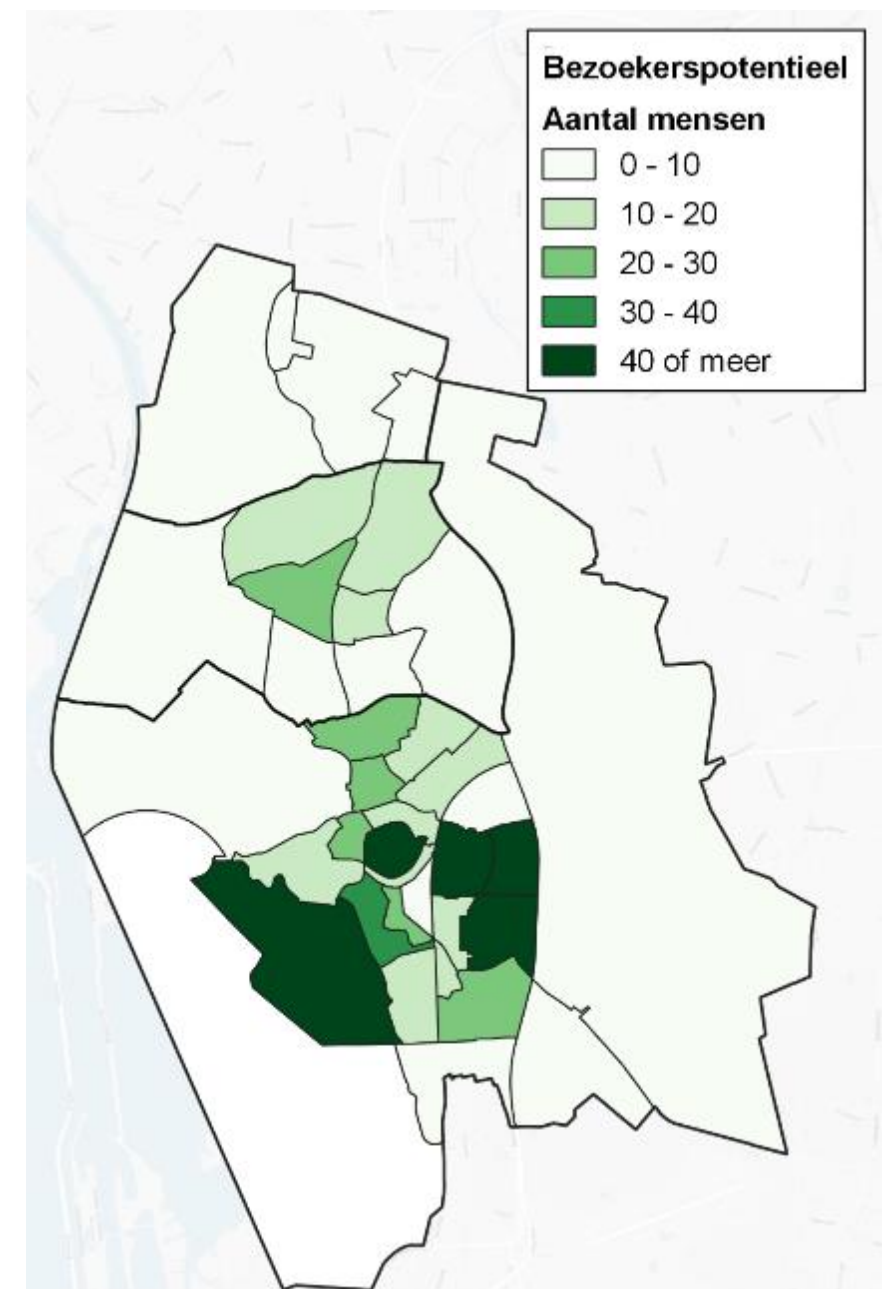 Bezoekerspotentieel
Aantal mensen
0 - 10
10 - 20
20 - 30
30 - 40
40 of meer